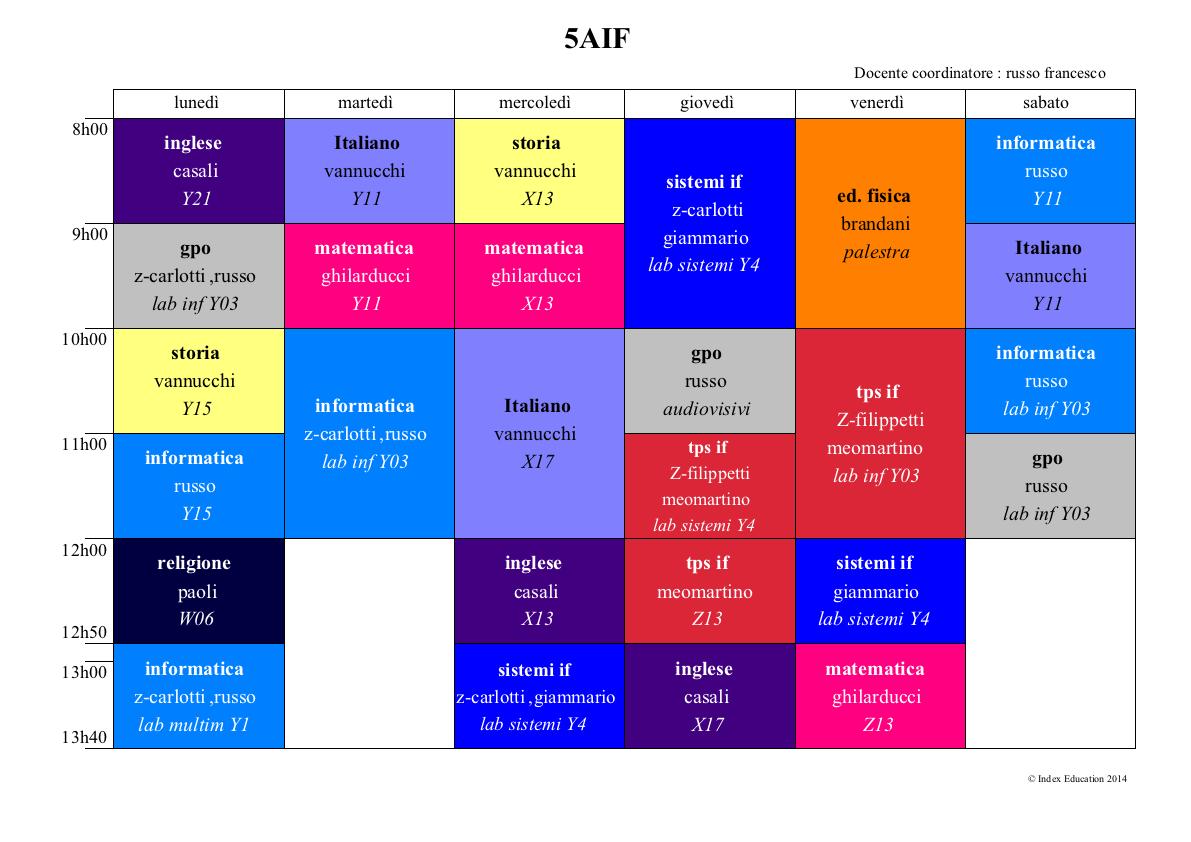 5AIF
Docente coordinatore : russo francesco
lunedì martedì mercoledì giovedì venerdì sabato
8h00
inglese
casali
Y21
Italiano
vannucchi
Y11
storia
vannucchi
X13
sistemi if
z-carlotti
giammario
lab sistemi Y4
ed. fisica
brandani
palestra
informatica
russo
Y11
9h00
gpo
z-carlotti ,russo
lab inf Y03
matematica
ghilarducci
Y11
matematica
ghilarducci
X13
Italiano
vannucchi
Y11
10h00
storia
vannucchi
Y15
informatica
z-carlotti ,russo
lab inf Y03
Italiano
vannucchi
X17
gpo
russo
audiovisivi
tps if
Z-filippetti
meomartino
lab inf Y03
informatica
russo
lab inf Y03
11h00
informatica
russo
Y15
tps if
Z-filippetti
meomartino
lab sistemi Y4
gpo
russo
lab inf Y03
12h00
religione
paoli
W06
inglese
casali
X13
tps if
meomartino
Z13
sistemi if
giammario
lab sistemi Y4
12h50
13h00
informatica
z-carlotti ,russo
lab multim Y1
sistemi if
z-carlotti ,giammario
lab sistemi Y4
inglese
casali
X17
matematica
ghilarducci
Z13
13h40
© Index Education 2014